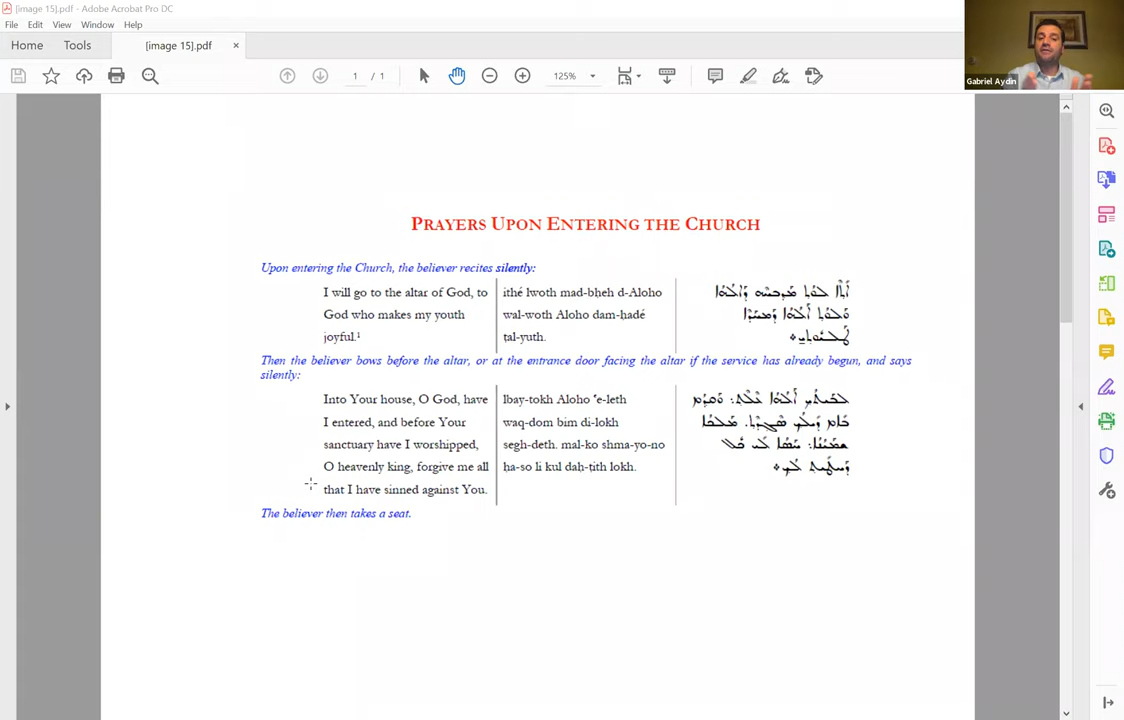 [image 15].pdf - Adobe Acrobat Pro DC
File Edit View Window Help
Home Tools [image 15].pdf ×
1 / 1 125%
Gabriel Aydin
PRAYERS UPON ENTERING THE CHURCH
Upon entering the Church, the believer recites silently:
I will go to the altar of God, to
God who makes my youth
joyful.¹
ithé lwoth mad-bḥeh d-Aloho
wal-woth Aloho dam-ḥadé
ṭal-yuth.
Then the believer bows before the altar, or at the entrance door facing the altar if the service has already begun, and says
silently:
Into Your house, O God, have
I entered, and before Your
sanctuary have I worshipped,
O heavenly king, forgive me all
that I have sinned against You.
lbay-tokh Aloho ‛e-leth
waq-dom bim di-lokh
segh-deth. mal-ko shma-yo-no
ḥa-so li kul daḥ-ṭith lokh.
The believer then takes a seat.